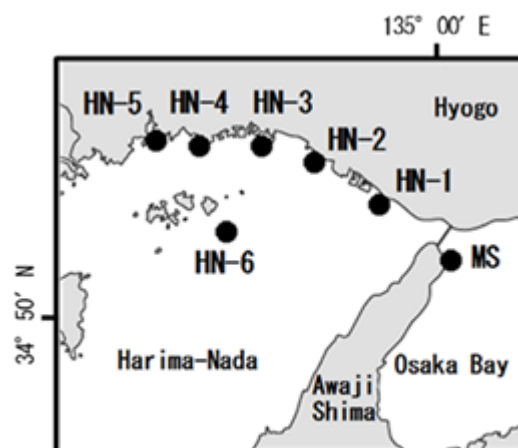 135° 00′ E
HN-5
HN-4
HN-3
Hyogo
HN-2
HN-1
HN-6
MS
34° 50′ N
Harima-Nada
Awaji
Shima
Osaka Bay